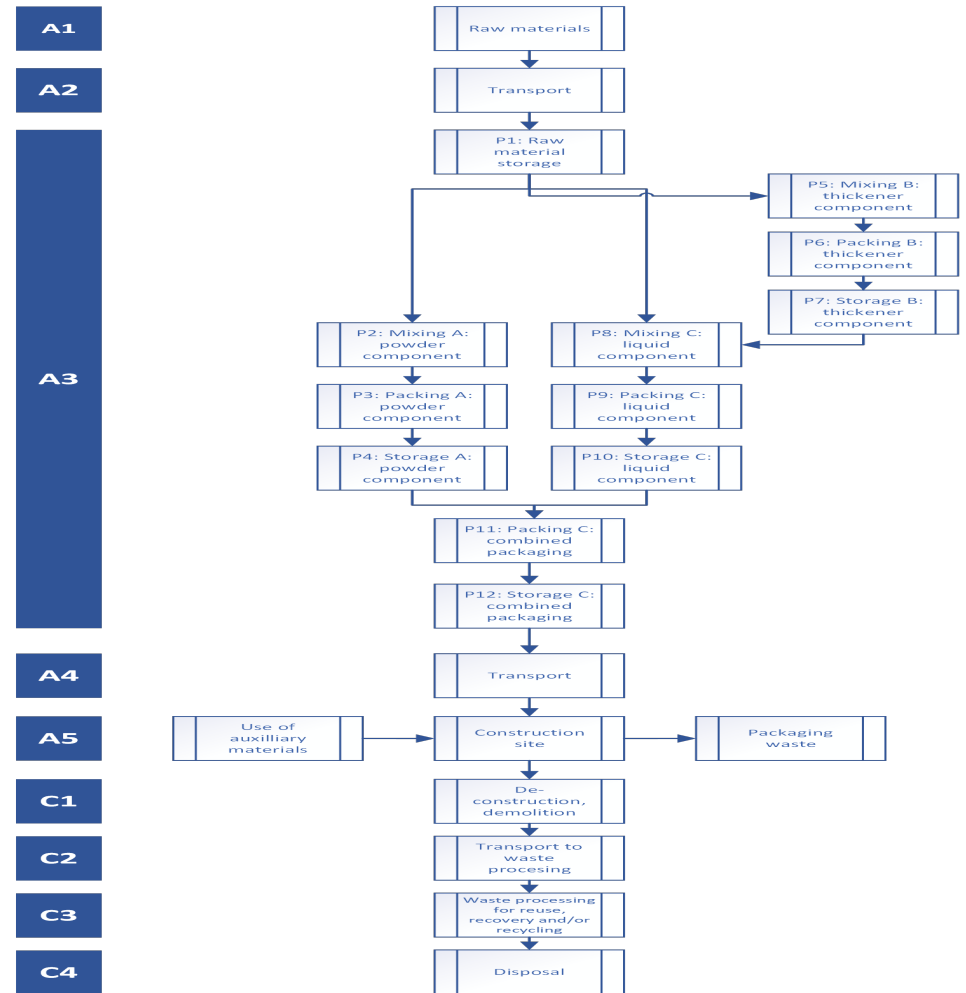 A1
Raw materials
A2
Transport
A3
P1: Raw
material
storage
P5: Mixing B:
thickener
component
P6: Packing B:
thickener
component
P7: Storage B:
thickener
component
P2: Mixing A:
powder
component
P8: Mixing C:
liquid
component
P3: Packing A:
powder
component
P9: Packing C:
liquid
component
P4: Storage A:
powder
component
P10: Storage C:
liquid
component
P11: Packing C:
combined
packaging
P12: Storage C:
combined
packaging
A4
Transport
A5
Use of
auxilliary
materials
Construction
site
Packaging
waste
C1
De-
construction,
demolition
C2
Transport to
waste
procesing
C3
Waste processing
for reuse,
recovery and/or
recycling
C4
Disposal